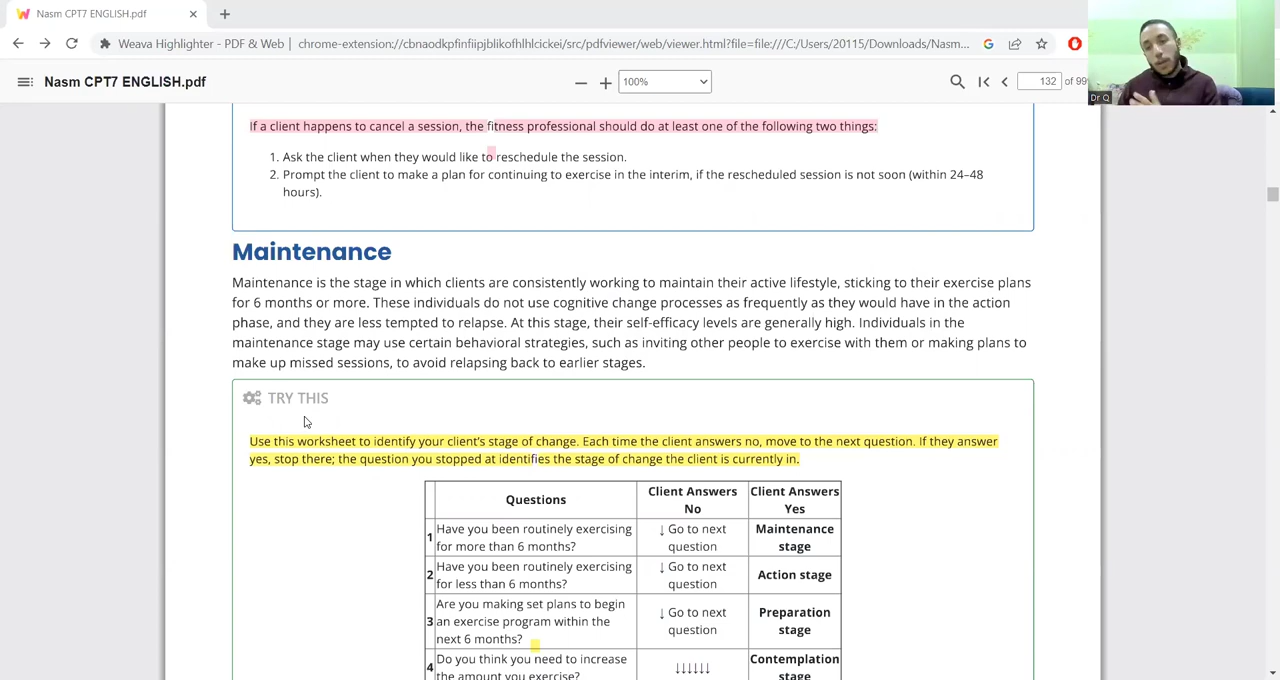 Nasm CPT7 ENGLISH.pdf
Weava Highlighter - PDF & Web | chrome-extension://cbnaodkpfinfiipjblikofhlhlcickei/src/pdfviewer/web/viewer.html?file=file:///C:/Users/20115/Downloads/Nasm...
Nasm CPT7 ENGLISH.pdf
100%
132 of 99
Dr Q
If a client happens to cancel a session, the fitness professional should do at least one of the following two things:
1. Ask the client when they would like to reschedule the session.
2. Prompt the client to make a plan for continuing to exercise in the interim, if the rescheduled session is not soon (within 24–48
hours).
Maintenance
Maintenance is the stage in which clients are consistently working to maintain their active lifestyle, sticking to their exercise plans
for 6 months or more. These individuals do not use cognitive change processes as frequently as they would have in the action
phase, and they are less tempted to relapse. At this stage, their self-efficacy levels are generally high. Individuals in the
maintenance stage may use certain behavioral strategies, such as inviting other people to exercise with them or making plans to
make up missed sessions, to avoid relapsing back to earlier stages.
TRY THIS
Use this worksheet to identify your client's stage of change. Each time the client answers no, move to the next question. If they answer
yes, stop there; the question you stopped at identifies the stage of change the client is currently in.
Questions
Client Answers
No
Client Answers
Yes
1
Have you been routinely exercising
for more than 6 months?
↓ Go to next
question
Maintenance
stage
2
Have you been routinely exercising
for less than 6 months?
↓ Go to next
question
Action stage
3
Are you making set plans to begin
an exercise program within the
next 6 months?
↓ Go to next
question
Preparation
stage
4
Do you think you need to increase
the amount you exercise?
↓↓↓↓↓↓
Contemplation
stage